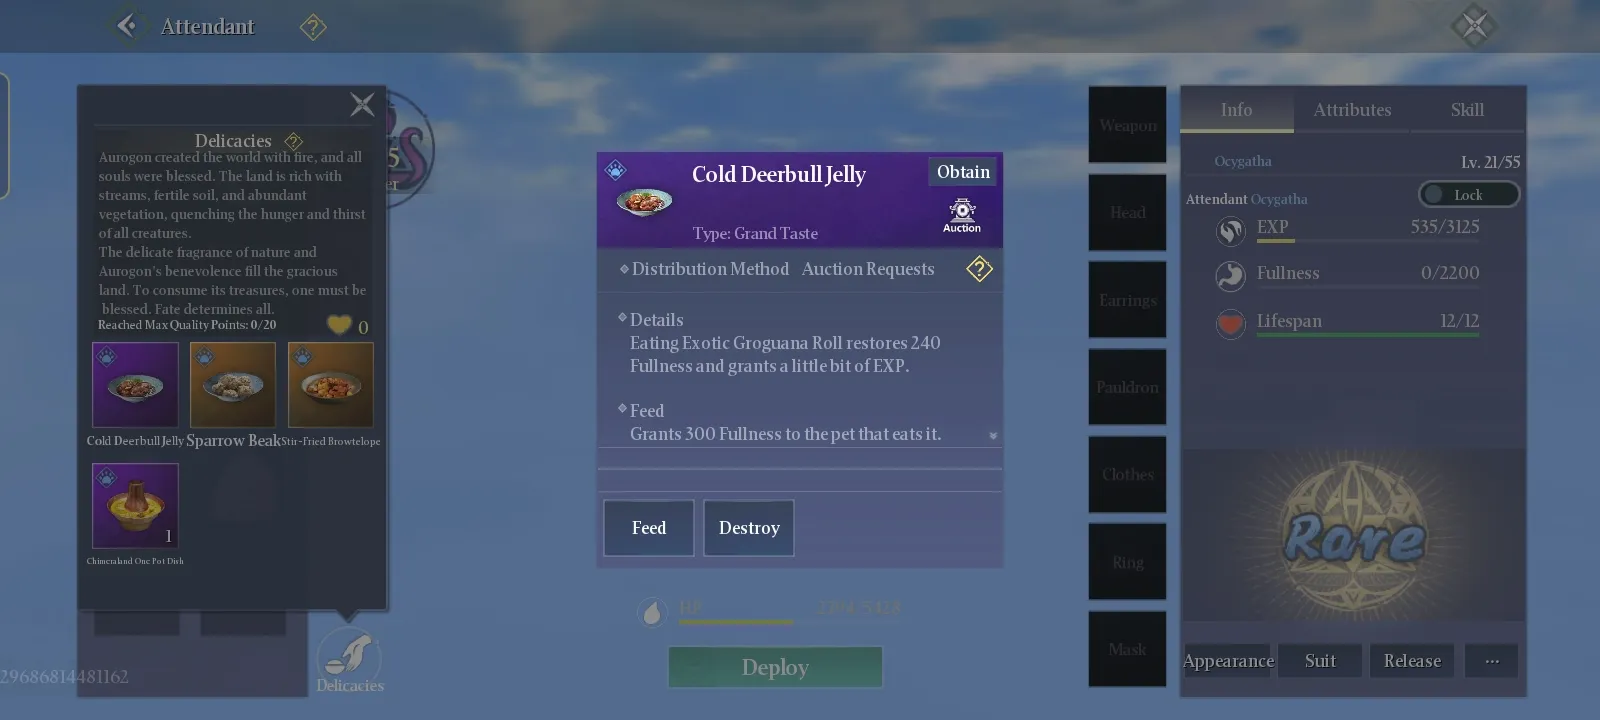 Attendant
Delicacies
Aurogon created the world with fire, and all
souls were blessed. The land is rich with
streams, fertile soil, and abundant
vegetation, quenching the hunger and thirst
of all creatures.
The delicate fragrance of nature and
Aurogon's benevolence fill the gracious
land. To consume its treasures, one must be
blessed. Fate determines all.
Reached Max Quality Points: 0/20
0
Cold Deerbull Jelly
Sparrow Beak
Stir-Fried Browtelope
1
Chimeraland One Pot Dish
29686814481162
Delicacies
Cold Deerbull Jelly
Obtain
Type: Grand Taste
Auction
Distribution Method Auction Requests
Details
Eating Exotic Groguana Roll restores 240
Fullness and grants a little bit of EXP.
Feed
Grants 300 Fullness to the pet that eats it.
Feed
Destroy
HP
Deploy
Weapon
Head
Earrings
Pauldron
Clothes
Ring
Mask
Info
Attributes
Skill
Ocygatha
Lv. 21/55
Attendant Ocygatha
Lock
EXP 535/3125
Fullness 0/2200
Lifespan 12/12
Rare
Appearance
Suit
Release
...